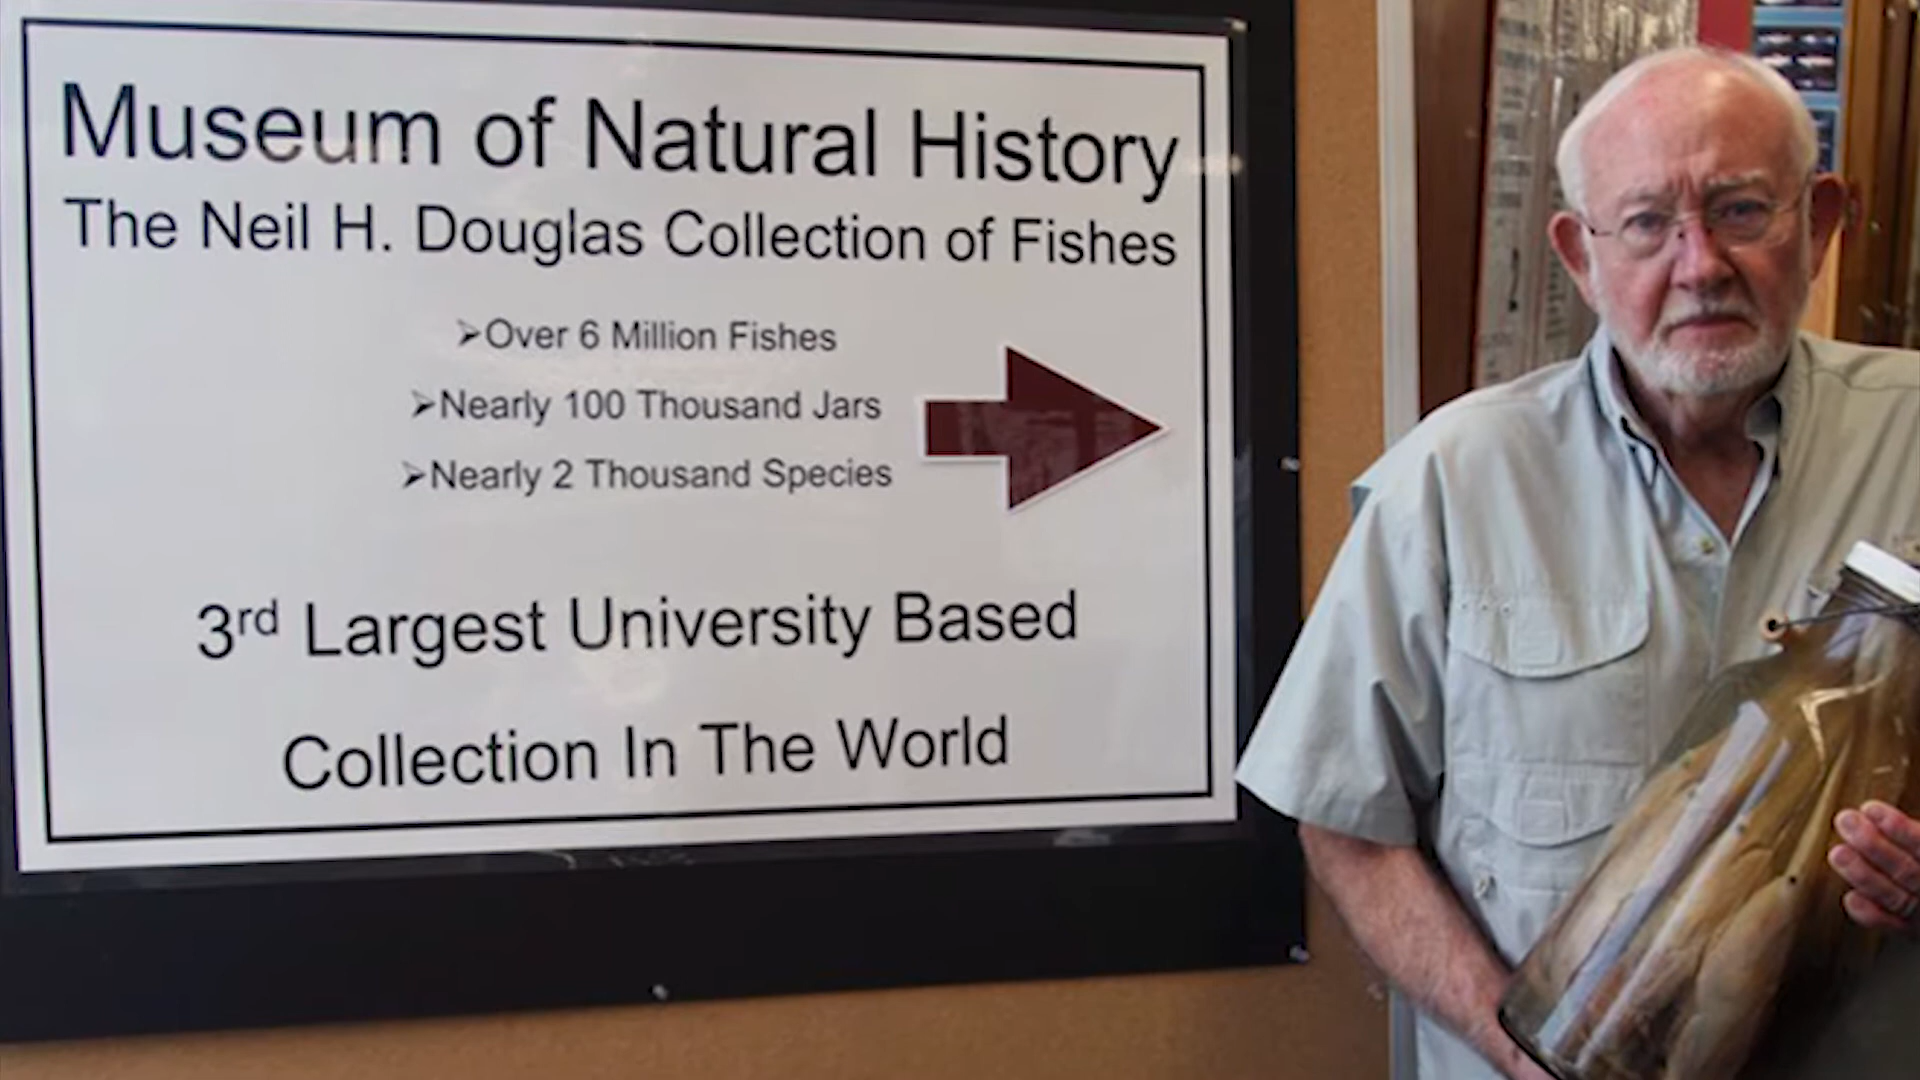 Museum of Natural History
The Neil H. Douglas Collection of Fishes
➢Over 6 Million Fishes
➢Nearly 100 Thousand Jars
➢Nearly 2 Thousand Species
3rd Largest University Based
Collection In The World